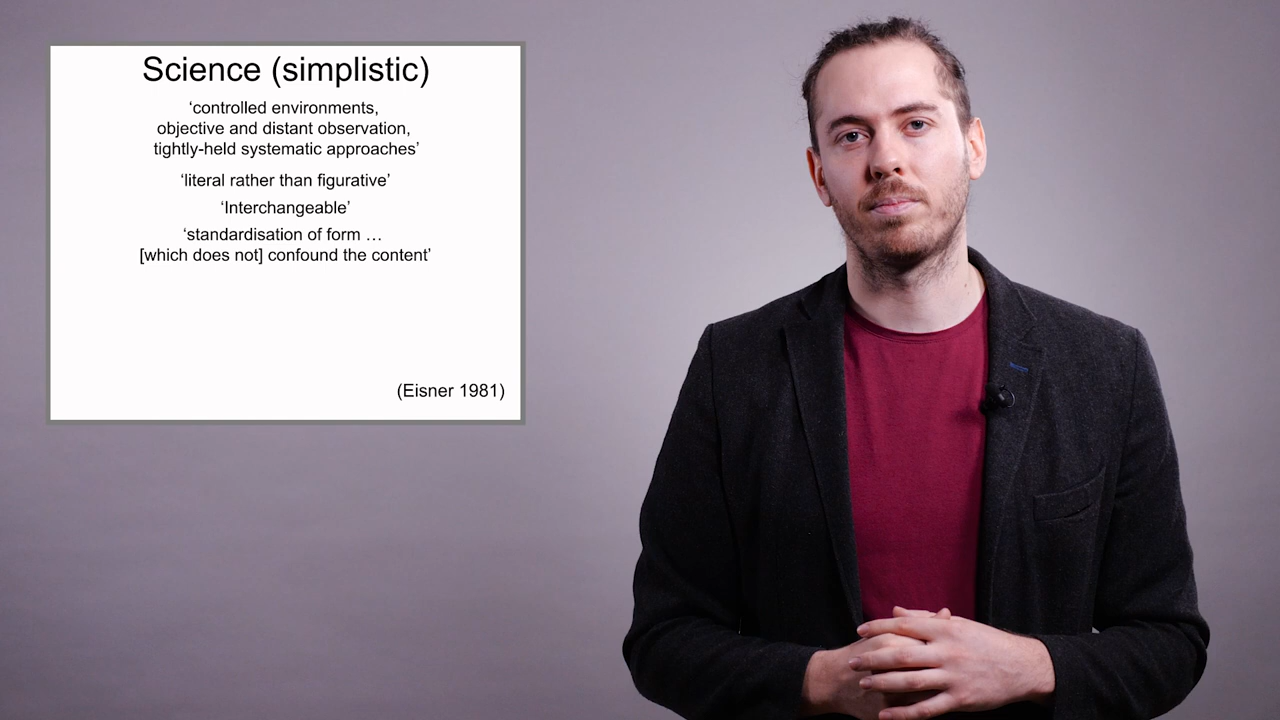 Science (simplistic)
‘controlled environments,
objective and distant observation,
tightly-held systematic approaches’
‘literal rather than figurative’
‘Interchangeable’
‘standardisation of form …
[which does not] confound the content’
(Eisner 1981)